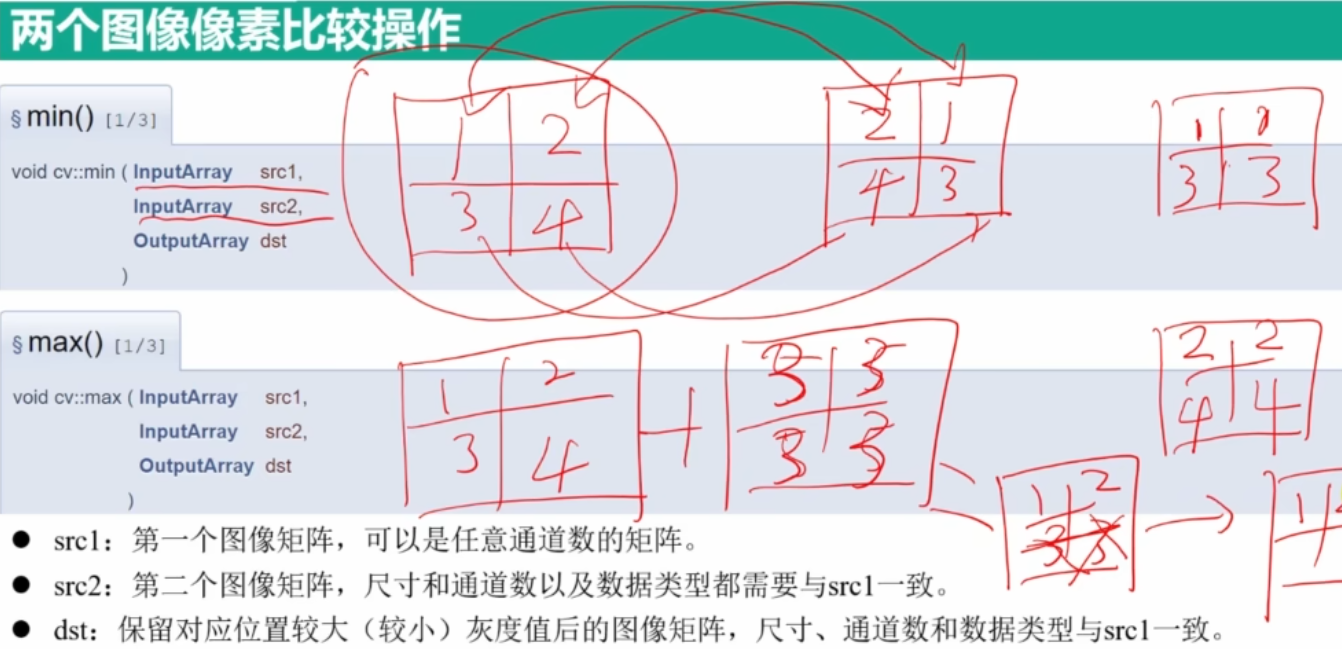 两个图像像素比较操作
§ min() [1/3]
1 2
3 4
2 1
4 3
1 1
3 3
void cv::min ( InputArray src1,
InputArray src2,
OutputArray dst
)
§ max() [1/3]
1 2
3 4
+
3 3
3 3
2 2
4 4
void cv::max ( InputArray src1,
InputArray src2,
OutputArray dst
)
1 2
3 3
● src1：第一个图像矩阵，可以是任意通道数的矩阵。
● src2：第二个图像矩阵，尺寸和通道数以及数据类型都需要与src1一致。
● dst：保留对应位置较大（较小）灰度值后的图像矩阵，尺寸、通道数和数据类型与src1一致。